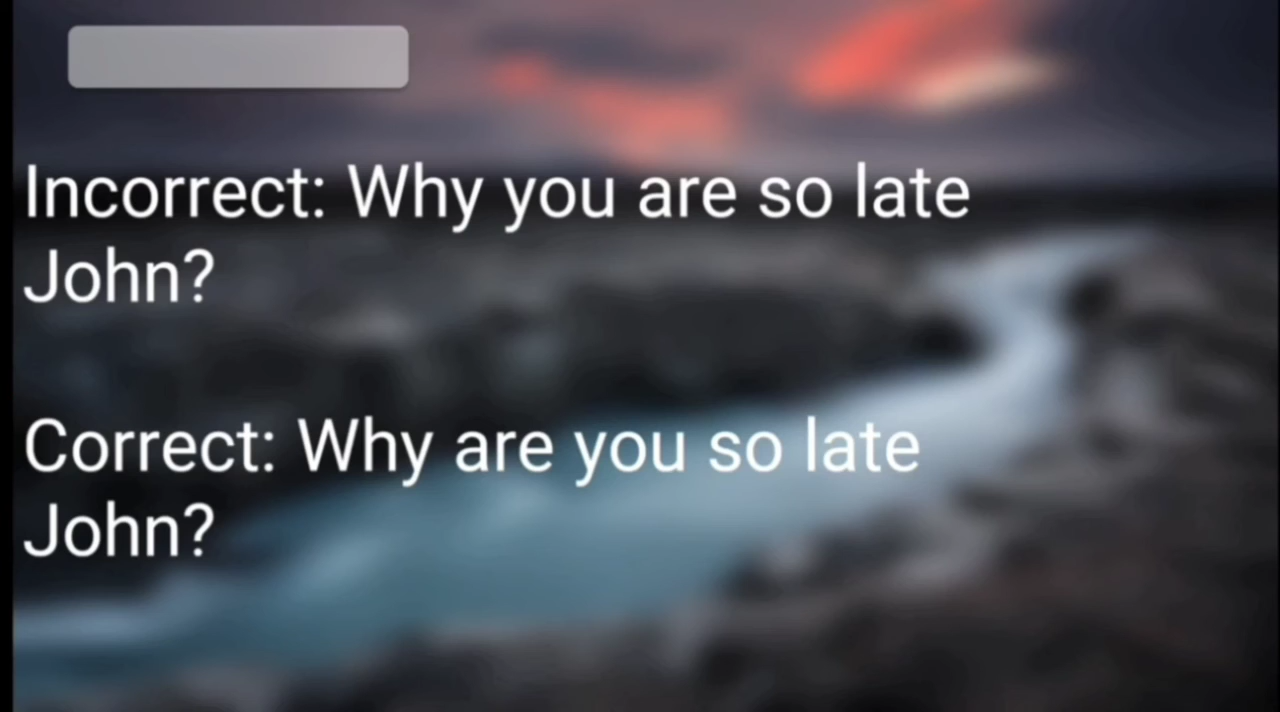 Incorrect: Why you are so late
John?
Correct: Why are you so late
John?